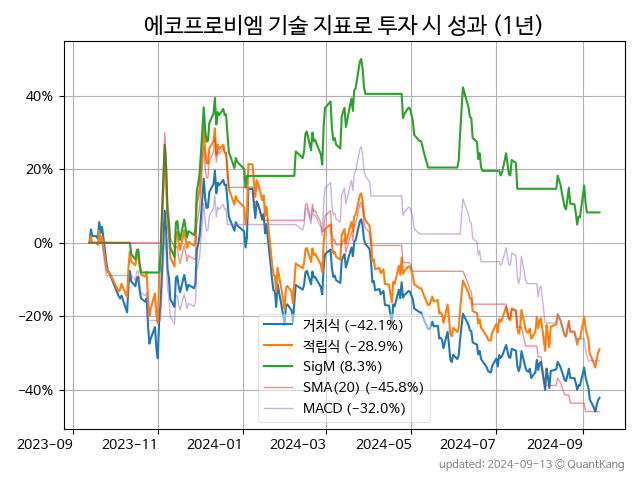 에코프로비엠 기술 지표로 투자 시 성과 (1년)
40%
20%
0%
−20%
−40%
거치식 (−42.1%)
적립식 (−28.9%)
SigM (8.3%)
SMA(20) (−45.8%)
MACD (−32.0%)
2023-09
2023-11
2024-01
2024-03
2024-05
2024-07
2024-09
updated: 2024-09-13 © QuantKang